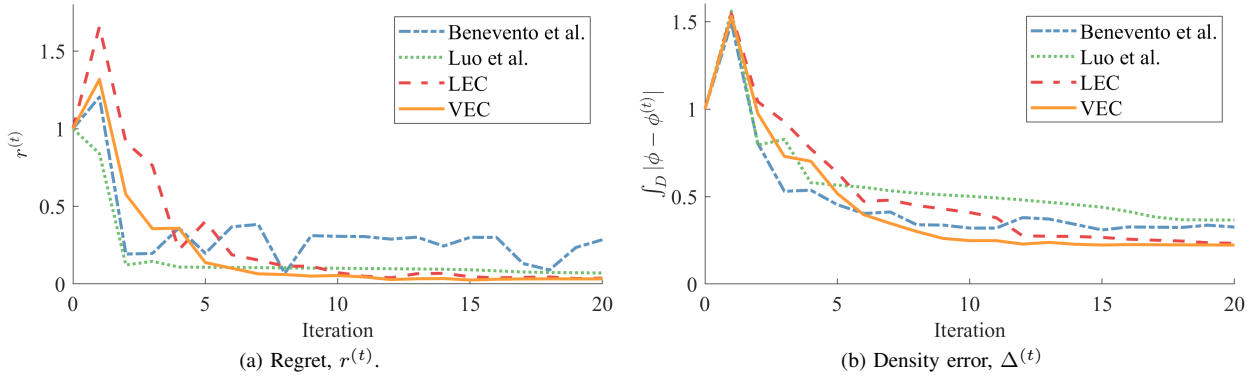 1.5
1
0.5
0
r^{(t)}
0
5
10
15
20
Iteration
Benevento et al.
Luo et al.
LEC
VEC
(a) Regret, r^{(t)}.
1.5
1
0.5
0
∫_D |ϕ − ϕ^{(t)}|
0
5
10
15
20
Iteration
Benevento et al.
Luo et al.
LEC
VEC
(b) Density error, Δ^{(t)}